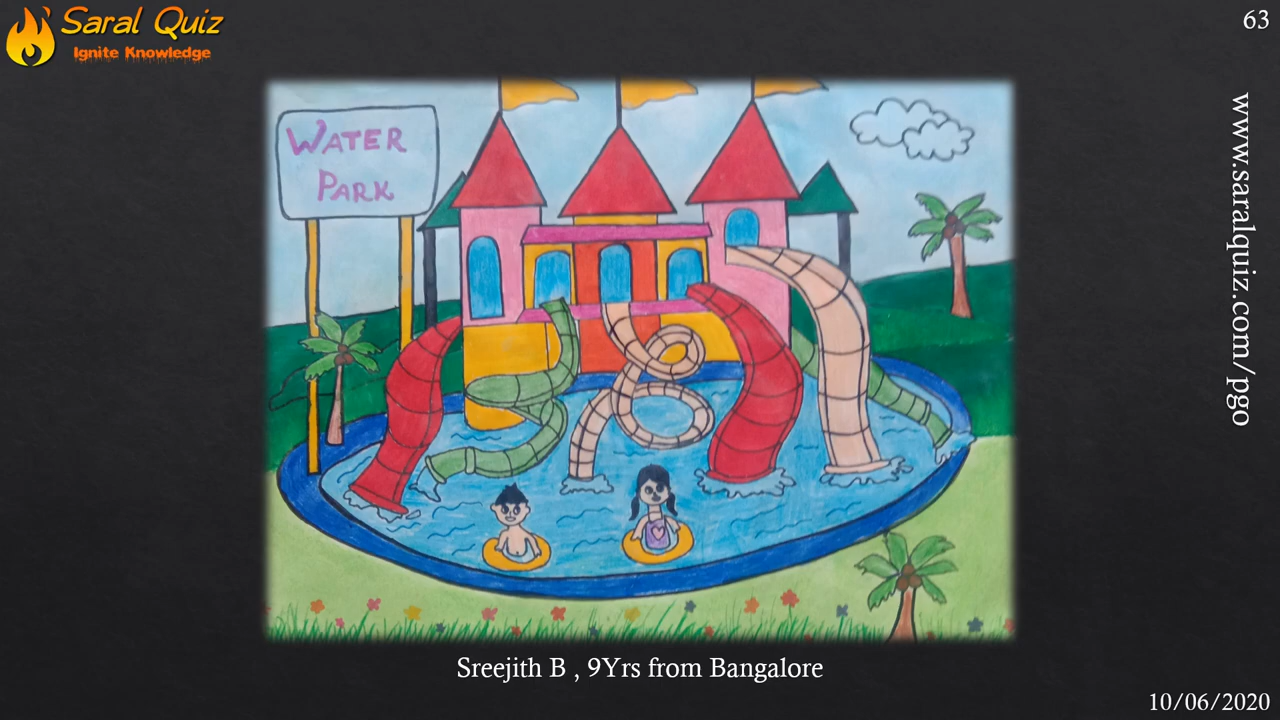 Saral Quiz
Ignite Knowledge
63
WATER
PARK
www.saralquiz.com/pgo
Sreejith B , 9Yrs from Bangalore
10/06/2020